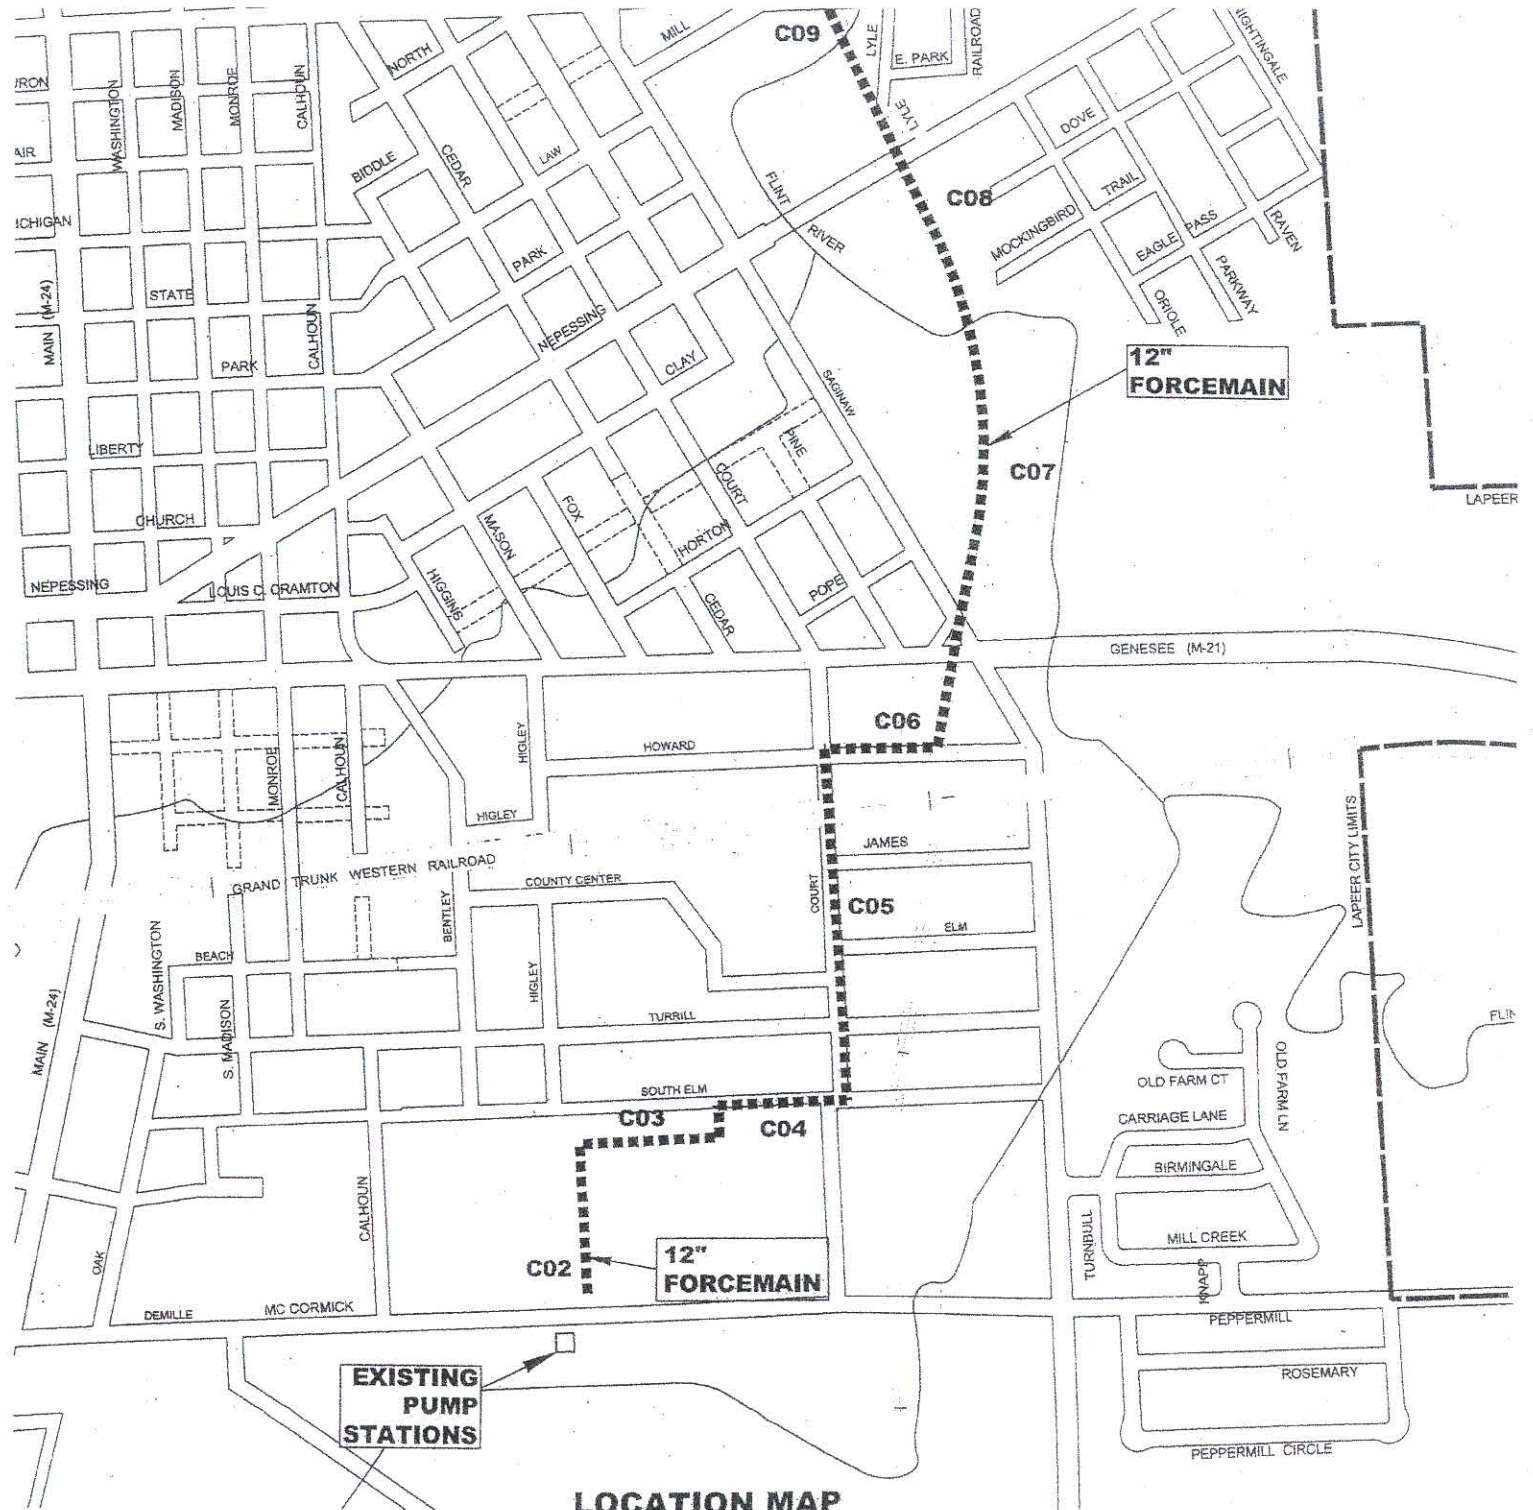 C09
LYLE
E. PARK
RAILROAD
NIGHTINGALE
MILL
NORTH
WASHINGTON
MADISON
MONROE
CALHOUN
BIDDLE
CEDAR
LAW
LYLE
DOVE
FLINT
RIVER
C08
MOCKINGBIRD
TRAIL
EAGLE PASS
RAVEN
PARKWAY
ORIOLE
ICHIGAN
STATE
MAIN (M-24)
CALHOUN
PARK
PARK
NEPESSING
CLAY
SAGINAW
12"
FORCEMAIN
C07
LAPEER
LIBERTY
CHURCH
NEPESSING
LOUIS C. CRAMTON
HIGGINS
MASON
FOX
COURT
PINE
HORTON
CEDAR
POPE
GENESEE (M-21)
C06
HOWARD
HIGLEY
MONROE
CALHOUN
HIGLEY
JAMES
GRAND TRUNK WESTERN RAILROAD
COUNTY CENTER
COURT
C05
ELM
BENTLEY
LAPEER CITY LIMITS
S. WASHINGTON
BEACH
S. MADISON
HIGLEY
TURRILL
MAIN (M-24)
SOUTH ELM
C03
C04
OLD FARM CT
OLD FARM LN
CARRIAGE LANE
BIRMINGALE
MILL CREEK
TURNBULL
KNAPP
CALHOUN
OAK
C02
12"
FORCEMAIN
DEMILLE
MC CORMICK
PEPPERMILL
ROSEMARY
PEPPERMILL CIRCLE
EXISTING
PUMP
STATIONS
LOCATION MAP